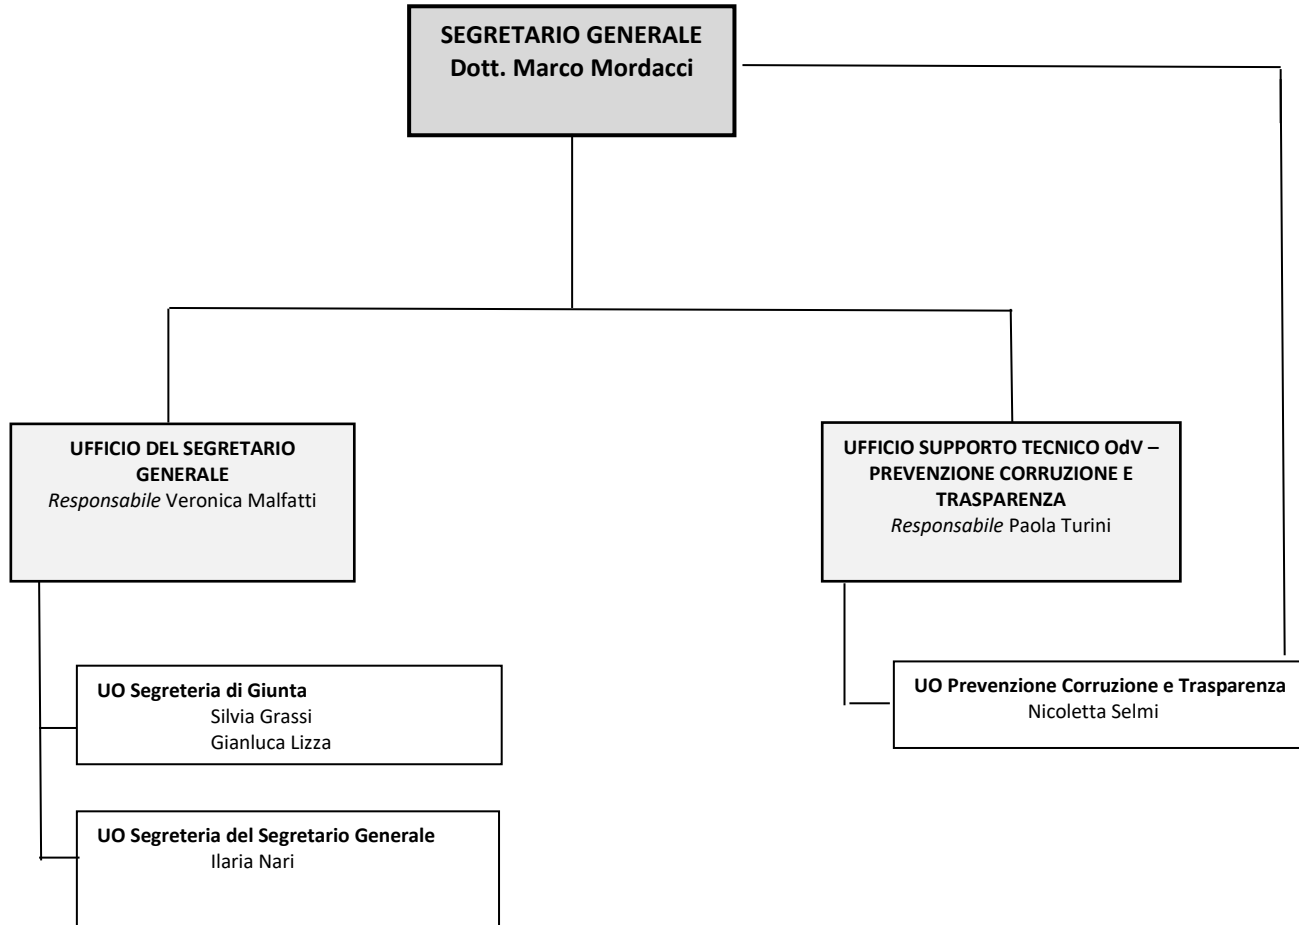 SEGRETARIO GENERALE
Dott. Marco Mordacci
UFFICIO DEL SEGRETARIO
GENERALE
Responsabile Veronica Malfatti
UFFICIO SUPPORTO TECNICO OdV –
PREVENZIONE CORRUZIONE E
TRASPARENZA
Responsabile Paola Turini
UO Segreteria di Giunta
Silvia Grassi
Gianluca Lizza
UO Prevenzione Corruzione e Trasparenza
Nicoletta Selmi
UO Segreteria del Segretario Generale
Ilaria Nari